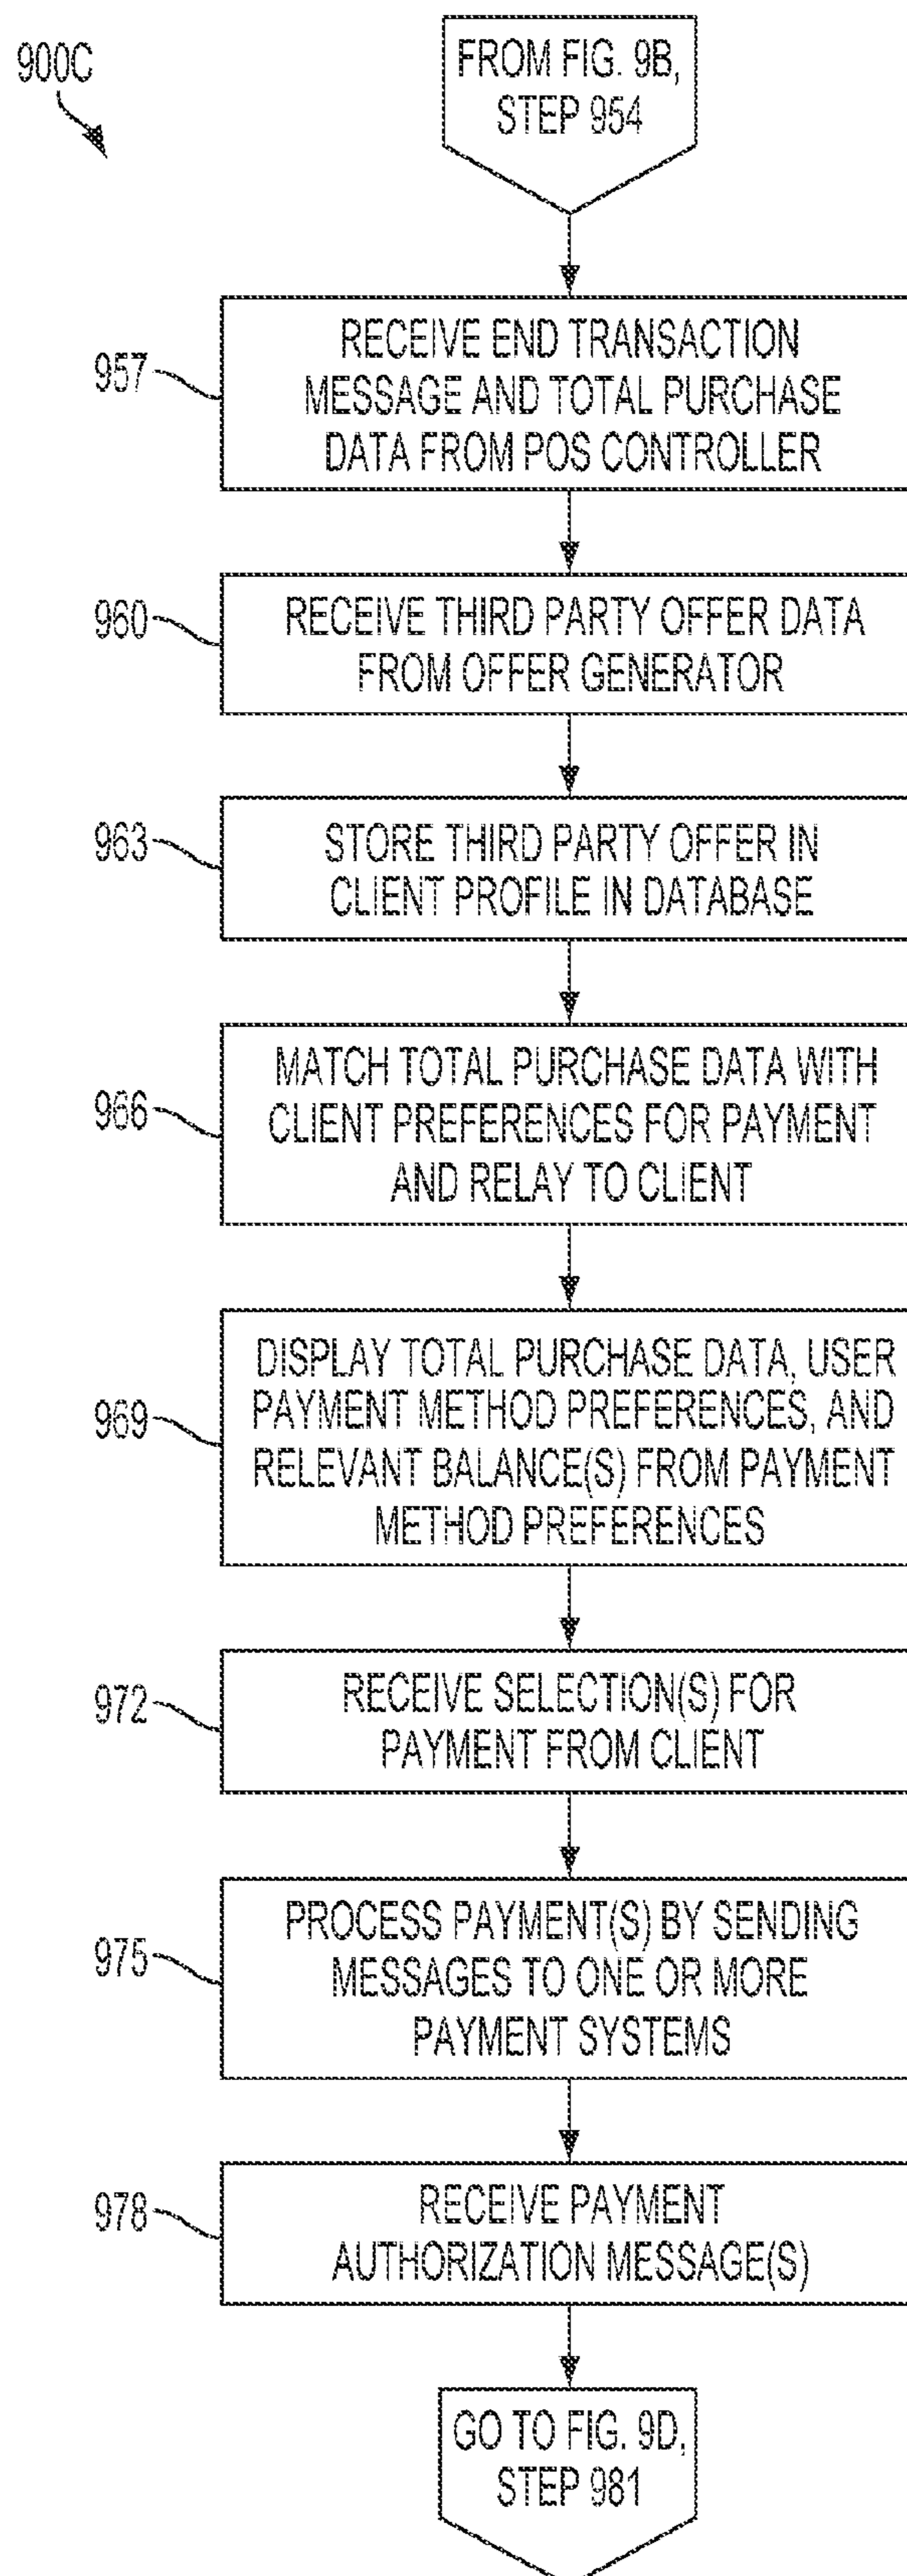 900C
FROM FIG. 9B,
STEP 954
957
RECEIVE END TRANSACTION
MESSAGE AND TOTAL PURCHASE
DATA FROM POS CONTROLLER
960
RECEIVE THIRD PARTY OFFER DATA
FROM OFFER GENERATOR
963
STORE THIRD PARTY OFFER IN
CLIENT PROFILE IN DATABASE
966
MATCH TOTAL PURCHASE DATA WITH
CLIENT PREFERENCES FOR PAYMENT
AND RELAY TO CLIENT
969
DISPLAY TOTAL PURCHASE DATA, USER
PAYMENT METHOD PREFERENCES, AND
RELEVANT BALANCE(S) FROM PAYMENT
METHOD PREFERENCES
972
RECEIVE SELECTION(S) FOR
PAYMENT FROM CLIENT
975
PROCESS PAYMENT(S) BY SENDING
MESSAGES TO ONE OR MORE
PAYMENT SYSTEMS
978
RECEIVE PAYMENT
AUTHORIZATION MESSAGE(S)
GO TO FIG. 9D,
STEP 981